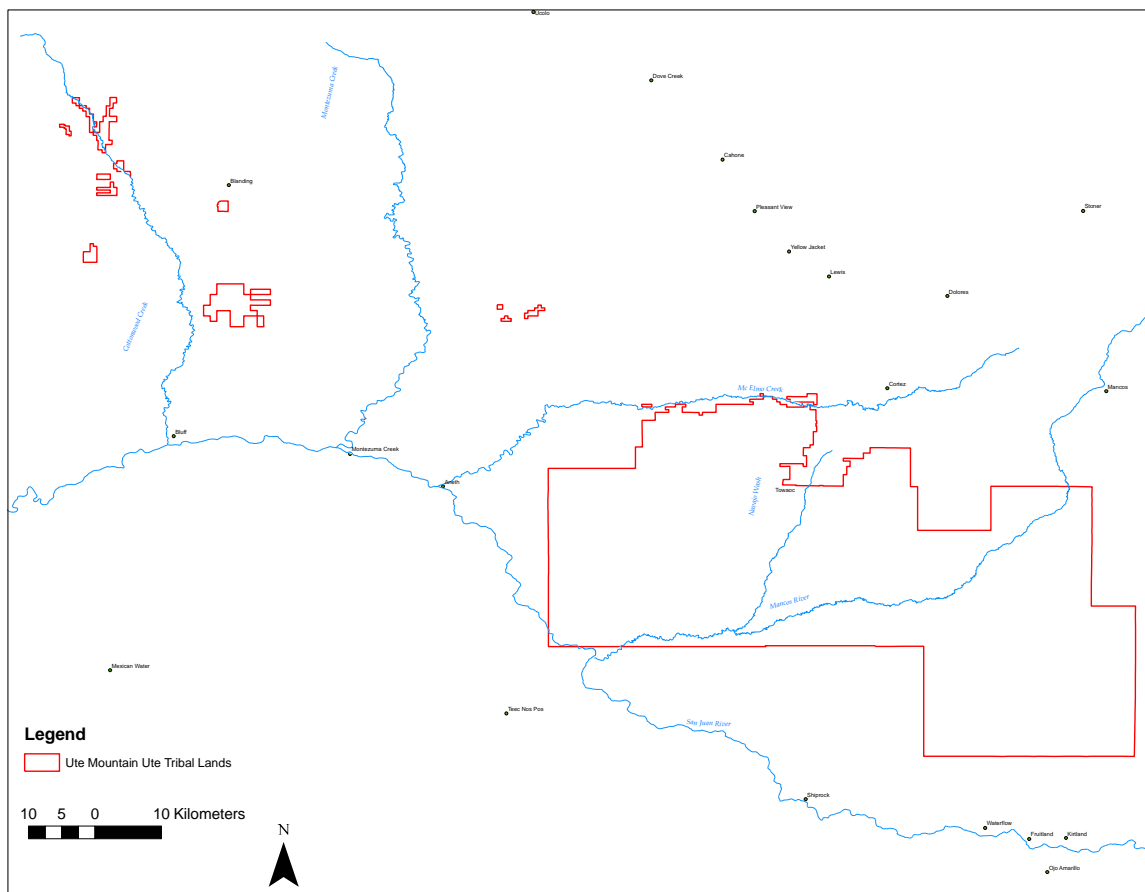 Ucolo
Dove Creek
Montezuma Creek
Cahone
Blanding
Pleasant View
Stoner
Yellow Jacket
Lewis
Dolores
Cottonwood Creek
Mc Elmo Creek
Cortez
Mancos
Bluff
Montezuma Creek
Aneth
Towaoc
Navajo Wash
Mancos River
Mexican Water
Teec Nos Pos
San Juan River
Legend
Ute Mountain Ute Tribal Lands
10 5 0 10 Kilometers
N
Shiprock
Waterflow
Fruitland
Kirtland
Ojo Amarillo